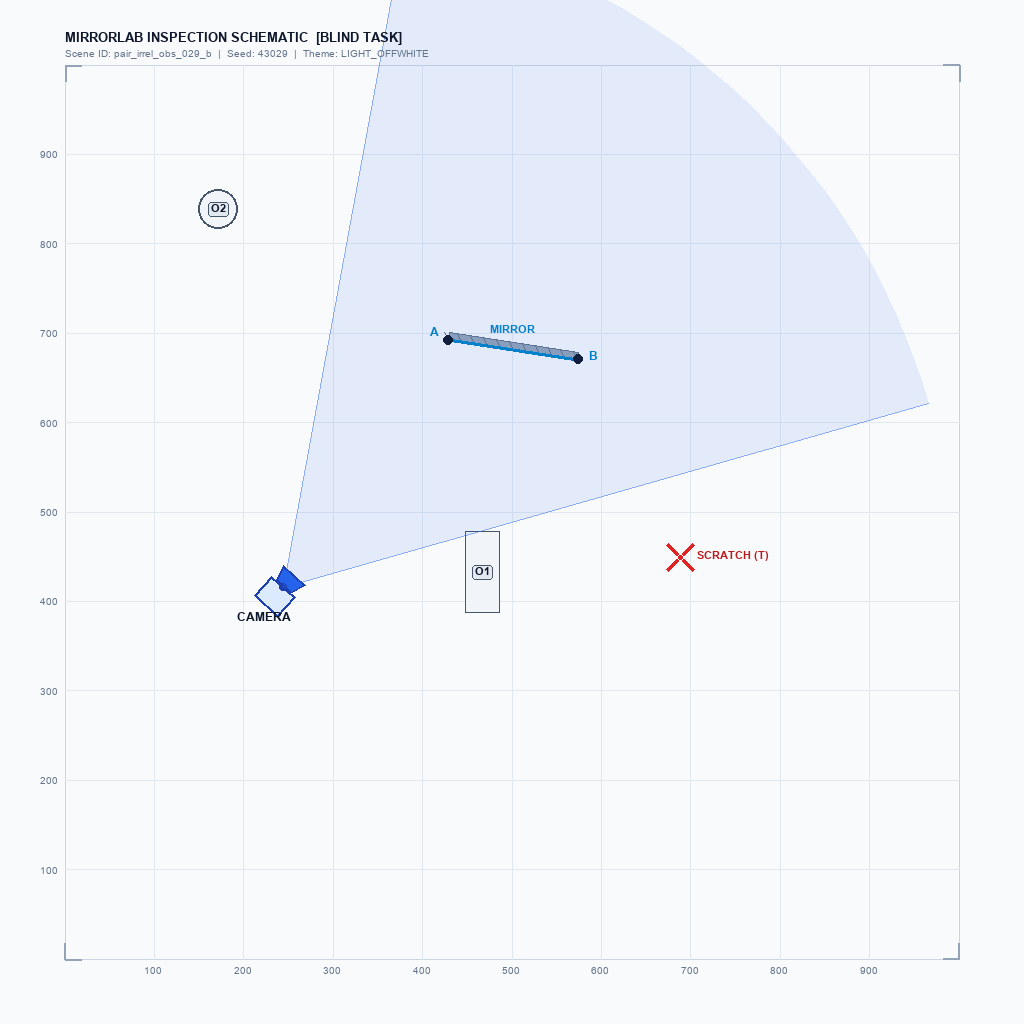 MIRRORLAB INSPECTION SCHEMATIC [BLIND TASK]
Scene ID: pair_irrel_obs_029_b | Seed: 43029 | Theme: LIGHT_OFFWHITE
900
O2
800
700
A
MIRROR
B
600
500
SCRATCH (T)
O1
400
CAMERA
300
200
100
100 200 300 400 500 600 700 800 900